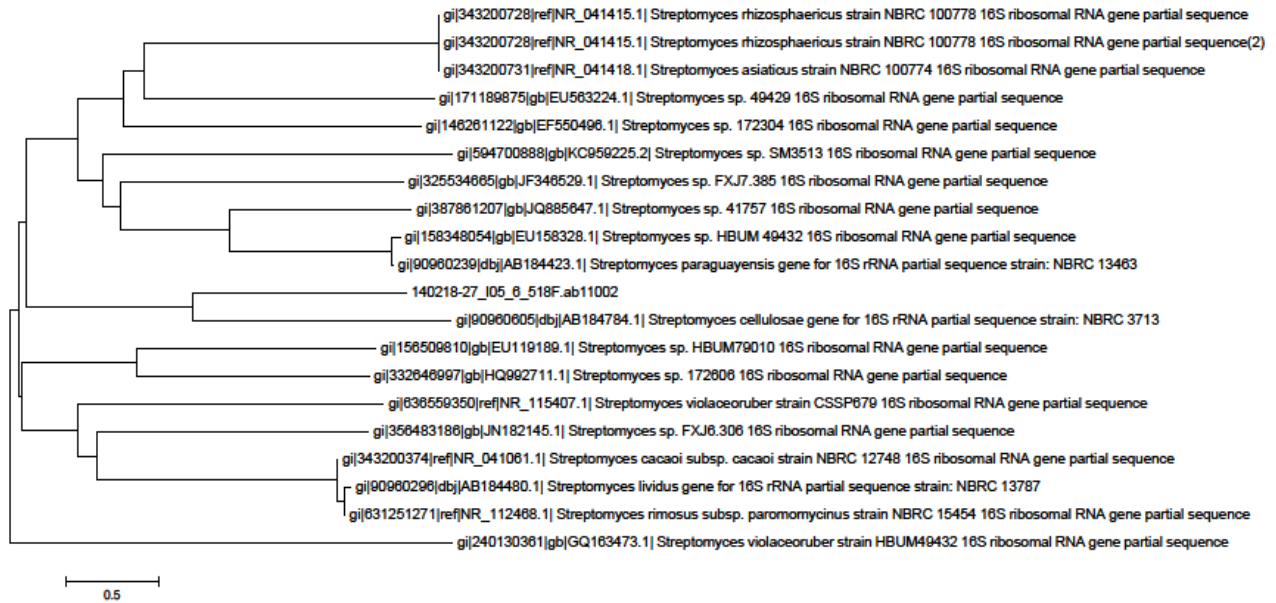 gi|343200728|ref|NR_041415.1| Streptomyces rhizosphaericus strain NBRC 100778 16S ribosomal RNA gene partial sequence
gi|343200728|ref|NR_041415.1| Streptomyces rhizosphaericus strain NBRC 100778 16S ribosomal RNA gene partial sequence(2)
gi|343200731|ref|NR_041418.1| Streptomyces asiaticus strain NBRC 100774 16S ribosomal RNA gene partial sequence
gi|171189875|gb|EU563224.1| Streptomyces sp. 49429 16S ribosomal RNA gene partial sequence
gi|146261122|gb|EF550496.1| Streptomyces sp. 172304 16S ribosomal RNA gene partial sequence
gi|594700888|gb|KC959225.2| Streptomyces sp. SM3513 16S ribosomal RNA gene partial sequence
gi|325534665|gb|JF346529.1| Streptomyces sp. FXJ7.385 16S ribosomal RNA gene partial sequence
gi|387861207|gb|JQ885647.1| Streptomyces sp. 41757 16S ribosomal RNA gene partial sequence
gi|158348054|gb|EU158328.1| Streptomyces sp. HBUM 49432 16S ribosomal RNA gene partial sequence
gi|90960239|dbj|AB184423.1| Streptomyces paraguayensis gene for 16S rRNA partial sequence strain: NBRC 13463
140218-27_I05_6_518F.ab11002
gi|90960605|dbj|AB184784.1| Streptomyces cellulosae gene for 16S rRNA partial sequence strain: NBRC 3713
gi|156509810|gb|EU119189.1| Streptomyces sp. HBUM79010 16S ribosomal RNA gene partial sequence
gi|332646997|gb|HQ992711.1| Streptomyces sp. 172606 16S ribosomal RNA gene partial sequence
gi|636559350|ref|NR_115407.1| Streptomyces violaceoruber strain CSSP679 16S ribosomal RNA gene partial sequence
gi|356483186|gb|JN182145.1| Streptomyces sp. FXJ6.306 16S ribosomal RNA gene partial sequence
gi|343200374|ref|NR_041061.1| Streptomyces cacaoi subsp. cacaoi strain NBRC 12748 16S ribosomal RNA gene partial sequence
gi|90960296|dbj|AB184480.1| Streptomyces lividus gene for 16S rRNA partial sequence strain: NBRC 13787
gi|631251271|ref|NR_112468.1| Streptomyces rimosus subsp. paromomycinus strain NBRC 15454 16S ribosomal RNA gene partial sequence
gi|240130361|gb|GQ163473.1| Streptomyces violaceoruber strain HBUM49432 16S ribosomal RNA gene partial sequence
0.5